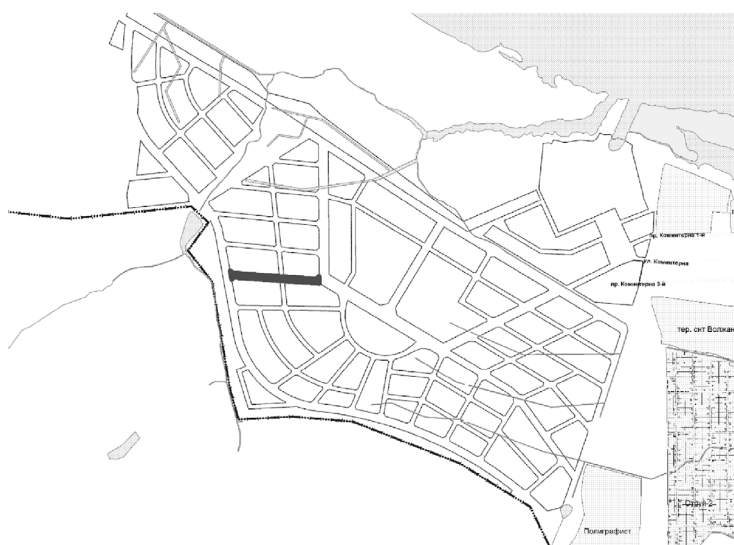 пр. Коминтерна 1-й
ул. Коминтерна
пр. Коминтерна 3-й
тер. снт Волжан
Полиграфист